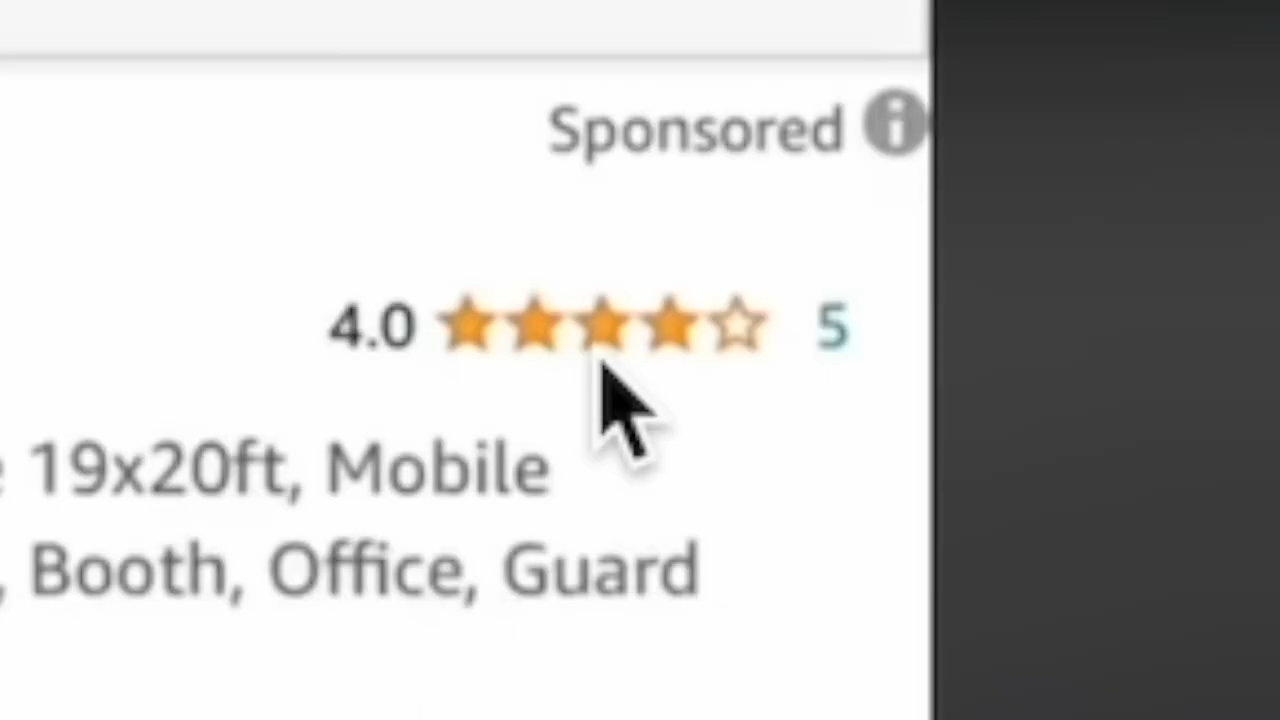 Sponsored
4.0 5
19x20ft, Mobile
, Booth, Office, Guard